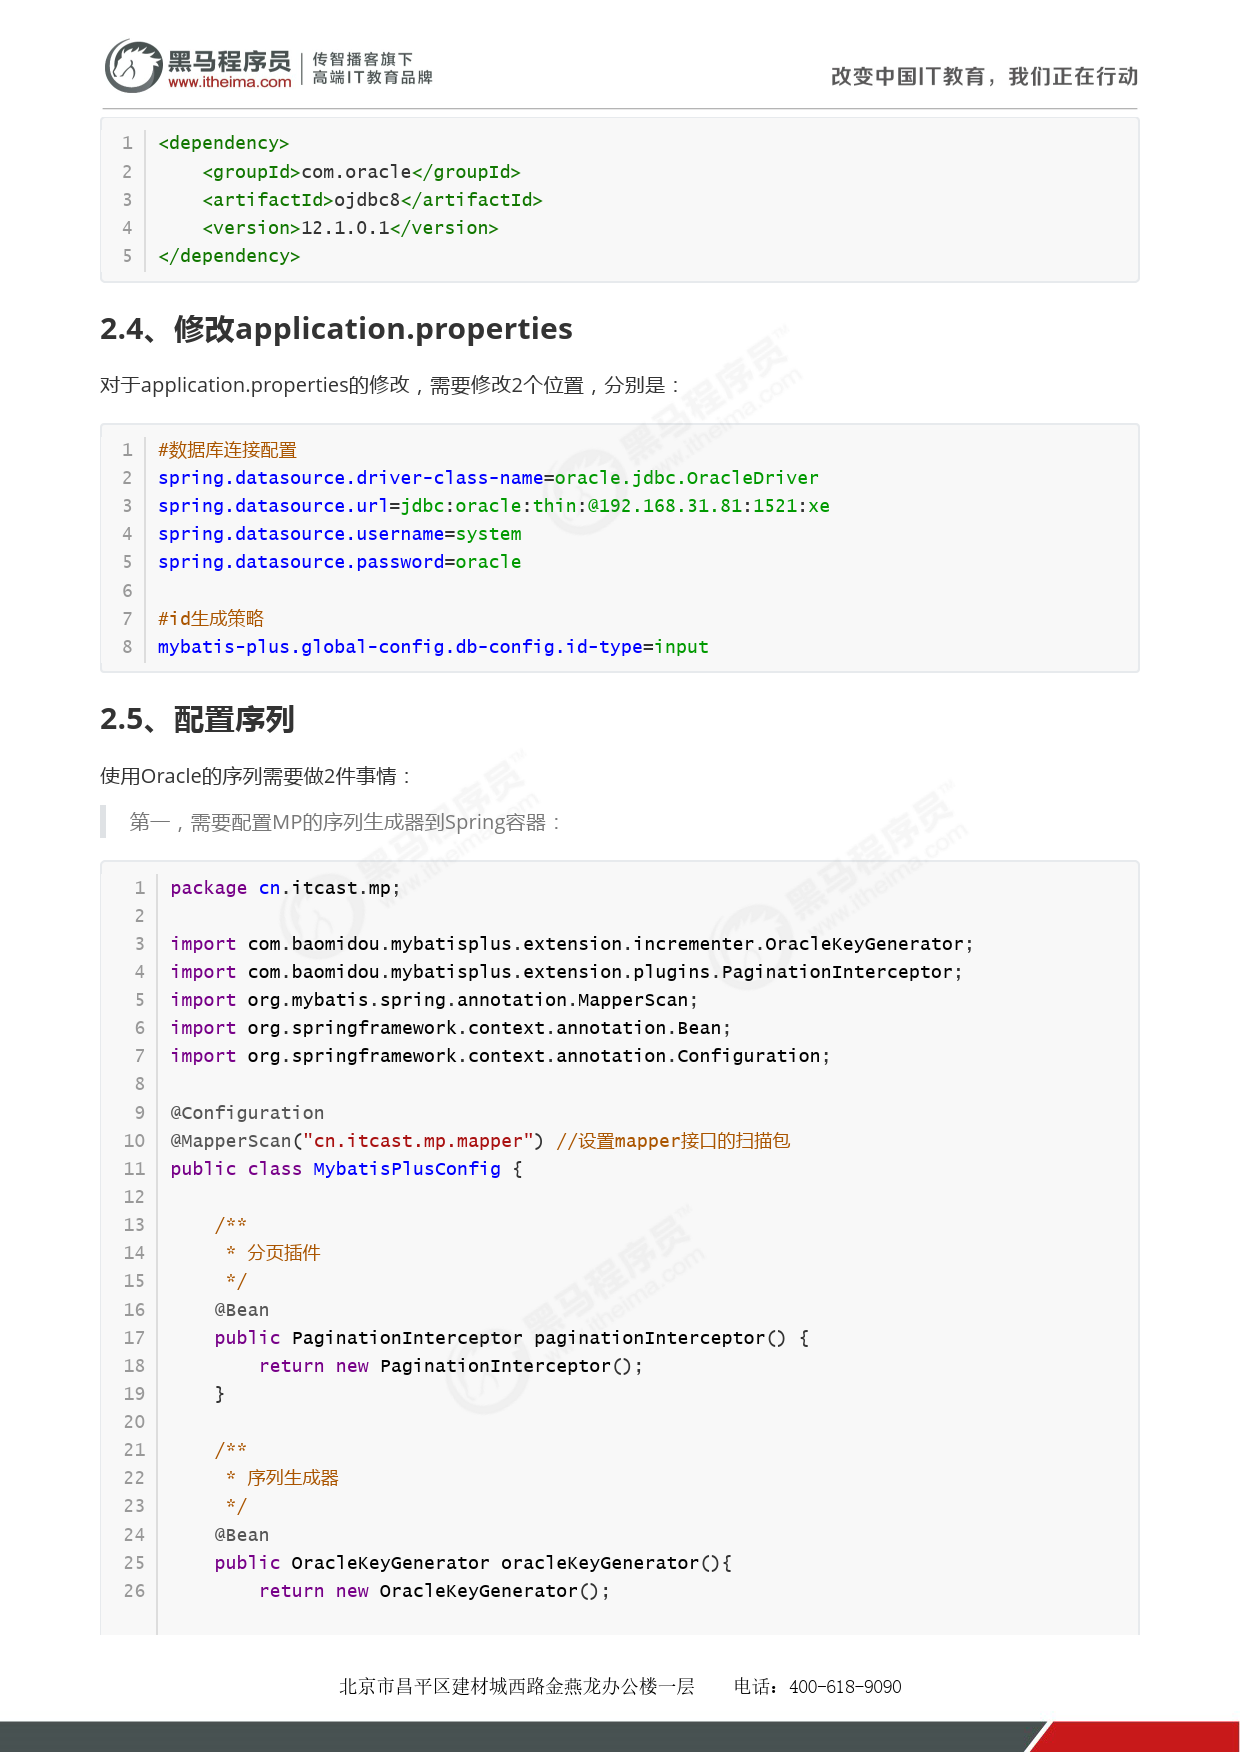 黑马程序员
www.itheima.com
传智播客旗下
高端IT教育品牌
改变中国IT教育，我们正在行动
1 <dependency>
2     <groupId>com.oracle</groupId>
3     <artifactId>ojdbc8</artifactId>
4     <version>12.1.0.1</version>
5 </dependency>
2.4、修改application.properties
对于application.properties的修改，需要修改2个位置，分别是：
1 #数据库连接配置
2 spring.datasource.driver-class-name=oracle.jdbc.OracleDriver
3 spring.datasource.url=jdbc:oracle:thin:@192.168.31.81:1521:xe
4 spring.datasource.username=system
5 spring.datasource.password=oracle
6
7 #id生成策略
8 mybatis-plus.global-config.db-config.id-type=input
2.5、配置序列
使用Oracle的序列需要做2件事情：
第一，需要配置MP的序列生成器到Spring容器：
1 package cn.itcast.mp;
2
3 import com.baomidou.mybatisplus.extension.incrementer.OracleKeyGenerator;
4 import com.baomidou.mybatisplus.extension.plugins.PaginationInterceptor;
5 import org.mybatis.spring.annotation.MapperScan;
6 import org.springframework.context.annotation.Bean;
7 import org.springframework.context.annotation.Configuration;
8
9 @Configuration
10 @MapperScan("cn.itcast.mp.mapper") //设置mapper接口的扫描包
11 public class MybatisPlusConfig {
12
13     /**
14      * 分页插件
15      */
16     @Bean
17     public PaginationInterceptor paginationInterceptor() {
18         return new PaginationInterceptor();
19     }
20
21     /**
22      * 序列生成器
23      */
24     @Bean
25     public OracleKeyGenerator oracleKeyGenerator(){
26         return new OracleKeyGenerator();
北京市昌平区建材城西路金燕龙办公楼一层 电话：400-618-9090